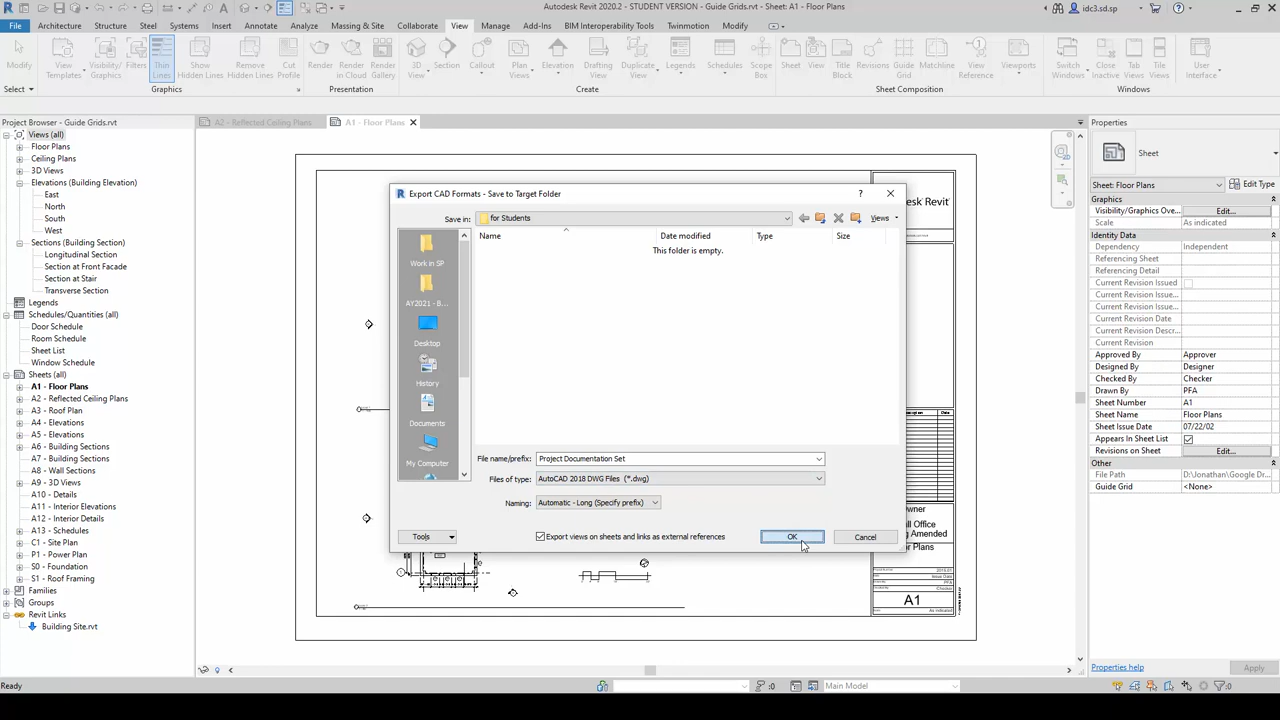 Autodesk Revit 2020.2 - STUDENT VERSION - Guide Grids.rvt - Sheet: A1 - Floor Plans
idc3.sd.sp
File Architecture Structure Steel Systems Insert Annotate Analyze Massing & Site Collaborate View Manage Add-Ins BIM Interoperability Tools Twinmotion 2020 Modify
Modify View Templates Visibility/ Graphics Filters Thin Lines Show Hidden Lines Remove Hidden Lines Cut Profile Render Render in Cloud Render Gallery 3D View Section Callout Plan Views Elevation Drafting View Duplicate View Legends Schedules Scope Box Sheet View Title Block Revisions Guide Grid Matchline View Reference Viewports Switch Windows Close Inactive Tab Views Tile Views User Interface
Select Graphics Presentation Create Sheet Composition Windows
Project Browser - Guide Grids.rvt
A2 - Reflected Ceiling Plans
A1 - Floor Plans
Properties
Views (all)
Floor Plans
Ceiling Plans
3D Views
Elevations (Building Elevation)
East
North
South
West
Sections (Building Section)
Longitudinal Section
Section at Front Facade
Section at Stair
Transverse Section
Legends
Schedules/Quantities (all)
Door Schedule
Room Schedule
Sheet List
Window Schedule
Sheets (all)
A1 - Floor Plans
A2 - Reflected Ceiling Plans
A3 - Roof Plan
A4 - Elevations
A5 - Elevations
A6 - Building Sections
A7 - Building Sections
A8 - Wall Sections
A10 - Details
A11 - Interior Elevations
A12 - Interior Details
A13 - Schedules
C1 - Site Plan
P1 - Power Plan
S0 - Foundation
S1 - Roof Framing
Families
Groups
Revit Links
Building Site.rvt
Export CAD Formats - Save to Target Folder
Save in: for Students
Views
Name Date modified Type Size
This folder is empty.
Work in SP
AY2021 - B...
Desktop
History
Documents
My Computer
File name/prefix: Project Documentation Set
Files of type: AutoCAD 2018 DWG Files (*.dwg)
Naming: Automatic - Long (Specify prefix)
Tools
Export views on sheets and links as external references
OK
Cancel
desk Revit
Date
Owner
all Office
g Amended
r Plans
A1
Sheet
Sheet: Floor Plans
Edit Type
Graphics
Visibility/Graphics Ove... Edit...
Scale As indicated
Identity Data
Dependency Independent
Referencing Sheet
Referencing Detail
Current Revision Issued
Current Revision Issue...
Current Revision Issue...
Current Revision Date
Current Revision Descr...
Current Revision
Approved By Approver
Designed By Designer
Checked By Checker
Drawn By PFA
Sheet Number A1
Sheet Name Floor Plans
Sheet Issue Date 07/22/02
Appears In Sheet List
Revisions on Sheet Edit...
Other
File Path D:\Jonathan\Google Dr...
Guide Grid <None>
Properties help
Apply
Ready
:0
Main Model
:0